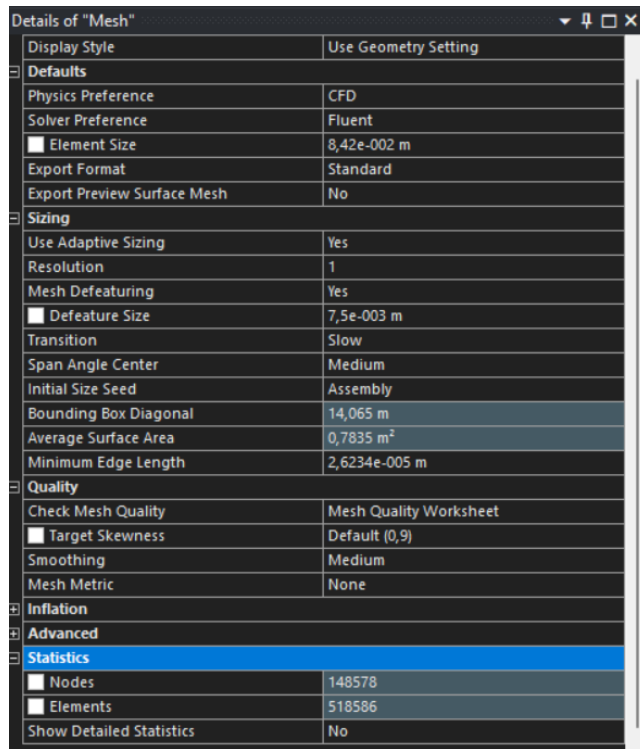 Details of "Mesh"
Display Style Use Geometry Setting
Defaults
Physics Preference CFD
Solver Preference Fluent
Element Size 8,42e-002 m
Export Format Standard
Export Preview Surface Mesh No
Sizing
Use Adaptive Sizing Yes
Resolution 1
Mesh Defeaturing Yes
Defeature Size 7,5e-003 m
Transition Slow
Span Angle Center Medium
Initial Size Seed Assembly
Bounding Box Diagonal 14,065 m
Average Surface Area 0,7835 m²
Minimum Edge Length 2,6234e-005 m
Quality
Check Mesh Quality Mesh Quality Worksheet
Target Skewness Default (0,9)
Smoothing Medium
Mesh Metric None
Inflation
Advanced
Statistics
Nodes 148578
Elements 518586
Show Detailed Statistics No